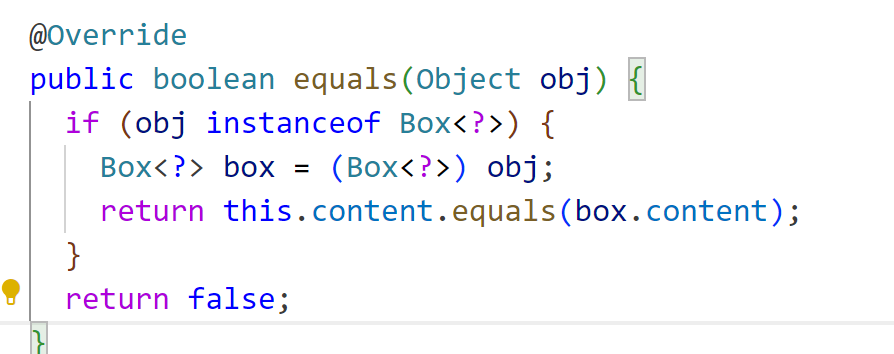 @Override
public boolean equals(Object obj) {
if (obj instanceof Box<?>) {
Box<?> box = (Box<?>) obj;
return this.content.equals(box.content);
}
return false;
}